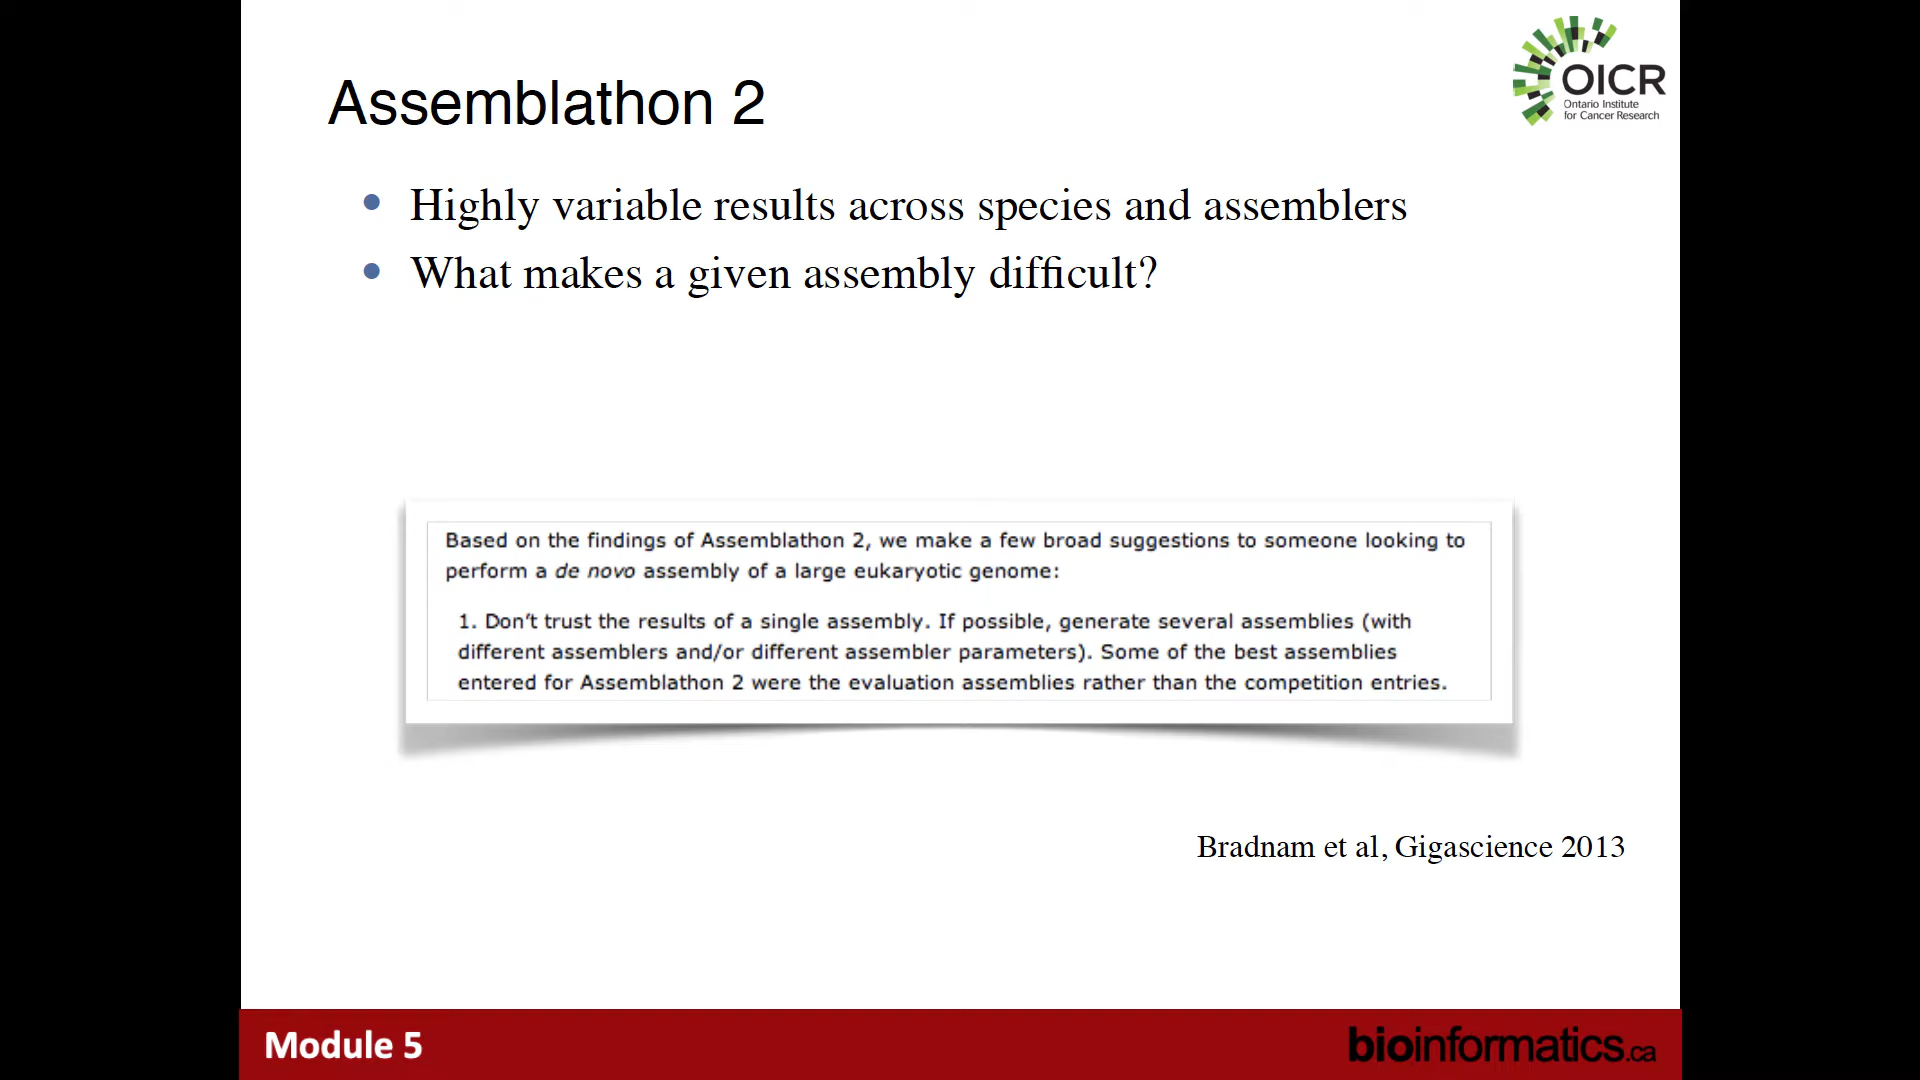 OICR
Ontario Institute
for Cancer Research
Assemblathon 2
• Highly variable results across species and assemblers
• What makes a given assembly difficult?
Based on the findings of Assemblathon 2, we make a few broad suggestions to someone looking to
perform a de novo assembly of a large eukaryotic genome:
1. Don't trust the results of a single assembly. If possible, generate several assemblies (with
different assemblers and/or different assembler parameters). Some of the best assemblies
entered for Assemblathon 2 were the evaluation assemblies rather than the competition entries.
Bradnam et al, Gigascience 2013
Module 5
bioinformatics.ca